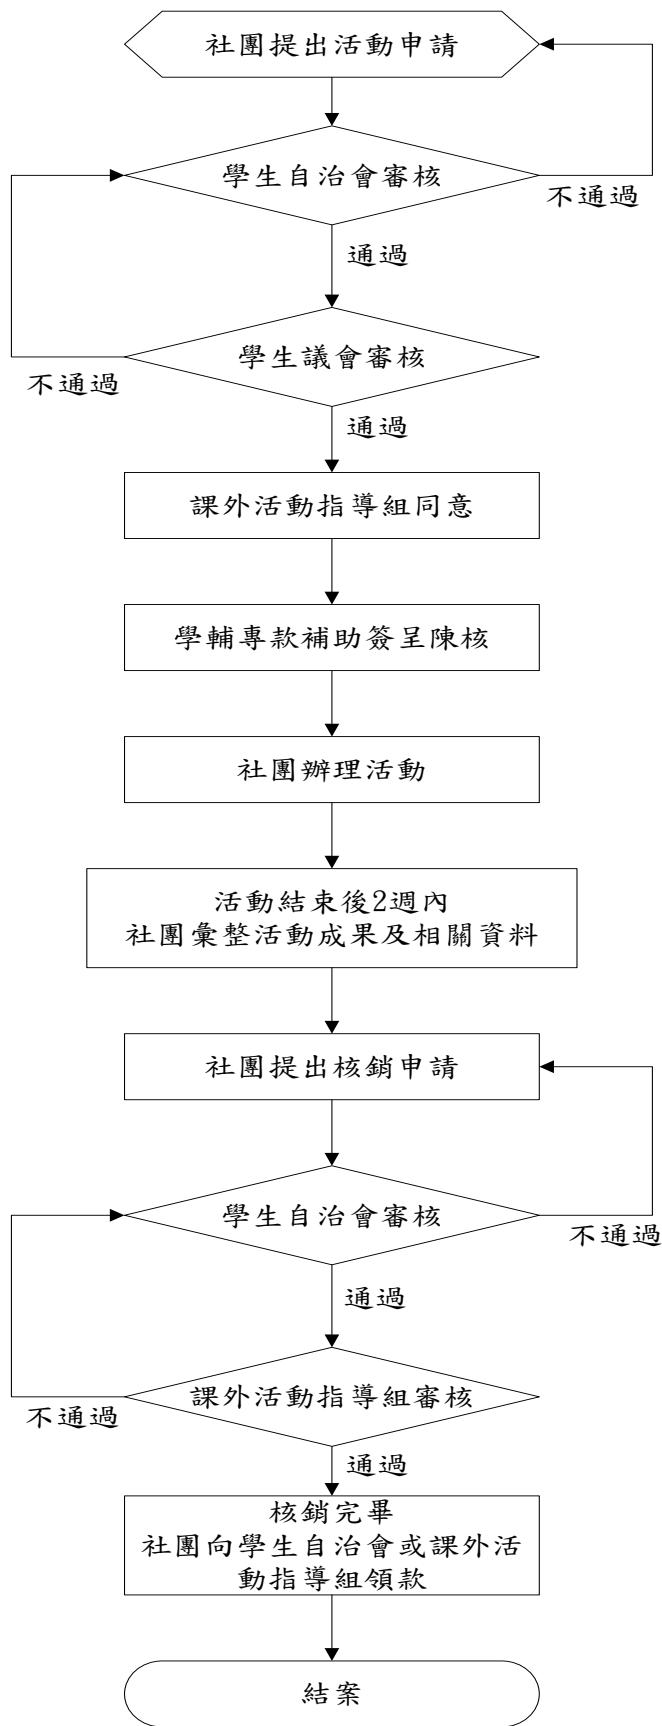 社團提出活動申請
學生自治會審核
不通過
通過
學生議會審核
不通過
通過
課外活動指導組同意
學輔專款補助簽呈陳核
社團辦理活動
活動結束後2週內
社團彙整活動成果及相關資料
社團提出核銷申請
學生自治會審核
不通過
通過
課外活動指導組審核
不通過
通過
核銷完畢
社團向學生自治會或課外活
動指導組領款
結案